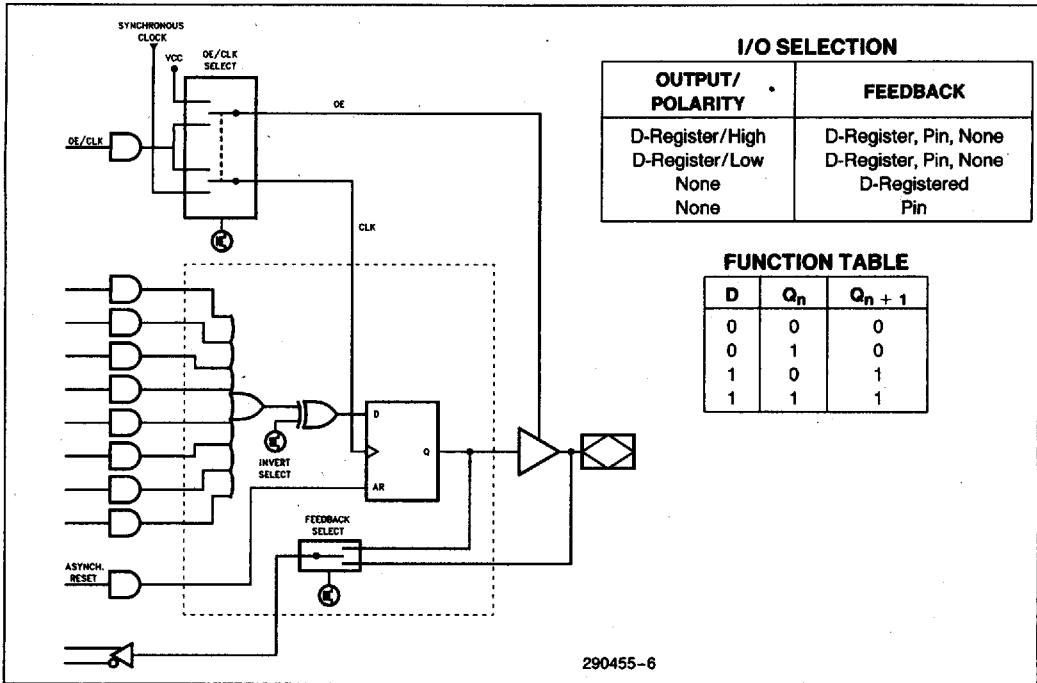 SYNCHRONOUS
CLOCK
VCC
OE/CLK
SELECT
OE
OE/CLK
CLK
I/O SELECTION
OUTPUT/
POLARITY
FEEDBACK
D-Register/High D-Register, Pin, None
D-Register/Low D-Register, Pin, None
None D-Registered
None Pin
FUNCTION TABLE
D Qn Qn + 1
0 0 0
0 1 0
1 0 1
1 1 1
D
Q
AR
INVERT
SELECT
FEEDBACK
SELECT
ASYNCH.
RESET
290455-6